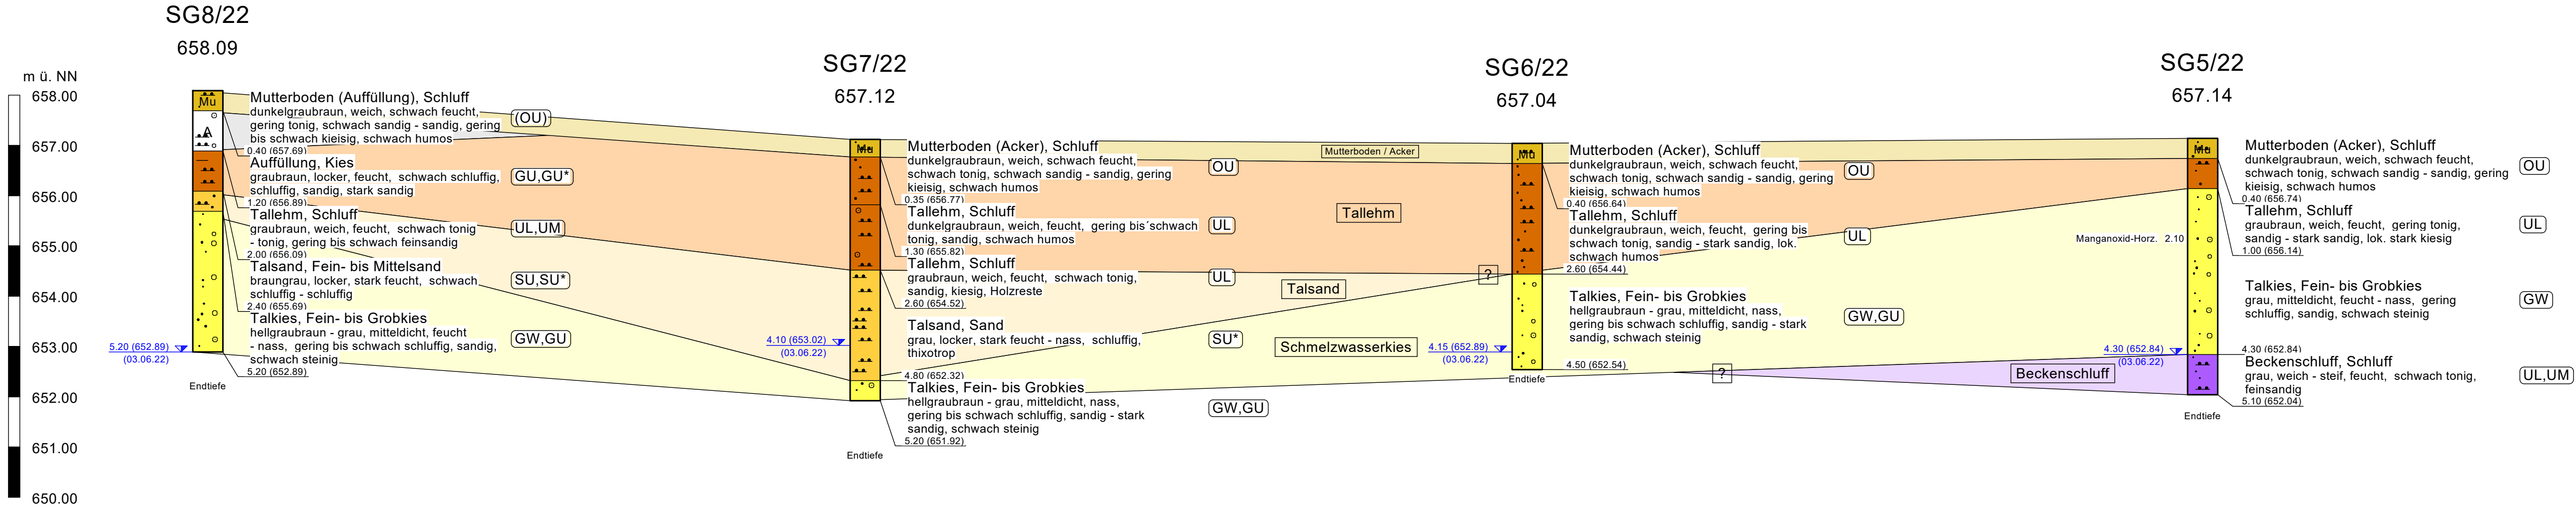 SG8/22
658.09
SG7/22
657.12
SG6/22
657.04
SG5/22
657.14
m ü. NN
658.00
657.00
656.00
655.00
654.00
653.00
652.00
651.00
650.00
Mu
A
Mutterboden (Auffüllung), Schluff
dunkelgraubraun, weich, schwach feucht,
gering tonig, schwach sandig - sandig, gering
bis schwach kieisig, schwach humos
(OU)
0.40 (657.69)
Auffüllung, Kies
graubraun, locker, feucht, schwach schluffig,
schluffig, sandig, stark sandig
GU,GU*
1.20 (656.89)
Tallehm, Schluff
graubraun, weich, feucht, schwach tonig
- tonig, gering bis schwach feinsandig
UL,UM
2.00 (656.09)
Talsand, Fein- bis Mittelsand
braungrau, locker, stark feucht, schwach
schluffig - schluffig
SU,SU*
2.40 (655.69)
Talkies, Fein- bis Grobkies
hellgraubraun - grau, mitteldicht, feucht
- nass, gering bis schwach schluffig, sandig,
schwach steinig
GW,GU
5.20 (652.89)
5.20 (652.89)
(03.06.22)
Endtiefe
Mu
Mutterboden (Acker), Schluff
dunkelgraubraun, weich, schwach feucht,
schwach tonig, schwach sandig - sandig, gering
kieisig, schwach humos
OU
0.35 (656.77)
Tallehm, Schluff
dunkelgraubraun, weich, feucht, gering bis´schwach
tonig, sandig, schwach humos
UL
1.30 (655.82)
Tallehm, Schluff
graubraun, weich, feucht, schwach tonig,
sandig, kiesig, Holzreste
UL
2.60 (654.52)
Talsand, Sand
grau, locker, stark feucht - nass, schluffig,
thixotrop
SU*
4.80 (652.32)
Talkies, Fein- bis Grobkies
hellgraubraun - grau, mitteldicht, nass,
gering bis schwach schluffig, sandig - stark
sandig, schwach steinig
GW,GU
5.20 (651.92)
4.10 (653.02)
(03.06.22)
Endtiefe
Mutterboden / Acker
Tallehm
Talsand
Schmelzwasserkies
?
Mu
Mutterboden (Acker), Schluff
dunkelgraubraun, weich, schwach feucht,
schwach tonig, schwach sandig - sandig, gering
kieisig, schwach humos
OU
0.40 (656.64)
Tallehm, Schluff
dunkelgraubraun, weich, feucht, gering bis
schwach tonig, sandig - stark sandig, lok.
schwach humos
UL
2.60 (654.44)
Talkies, Fein- bis Grobkies
hellgraubraun - grau, mitteldicht, nass,
gering bis schwach schluffig, sandig - stark
sandig, schwach steinig
GW,GU
4.50 (652.54)
4.15 (652.89)
(03.06.22)
Endtiefe
?
Beckenschluff
Manganoxid-Horz. 2.10
Mu
Mutterboden (Acker), Schluff
dunkelgraubraun, weich, schwach feucht,
schwach tonig, schwach sandig - sandig, gering
kieisig, schwach humos
OU
0.40 (656.74)
Tallehm, Schluff
graubraun, weich, feucht, gering tonig,
sandig - stark sandig, lok. stark kiesig
UL
1.00 (656.14)
Talkies, Fein- bis Grobkies
grau, mitteldicht, feucht - nass, gering
schluffig, sandig, schwach steinig
GW
4.30 (652.84)
Beckenschluff, Schluff
grau, weich - steif, feucht, schwach tonig,
feinsandig
UL,UM
5.10 (652.04)
4.30 (652.84)
(03.06.22)
Endtiefe